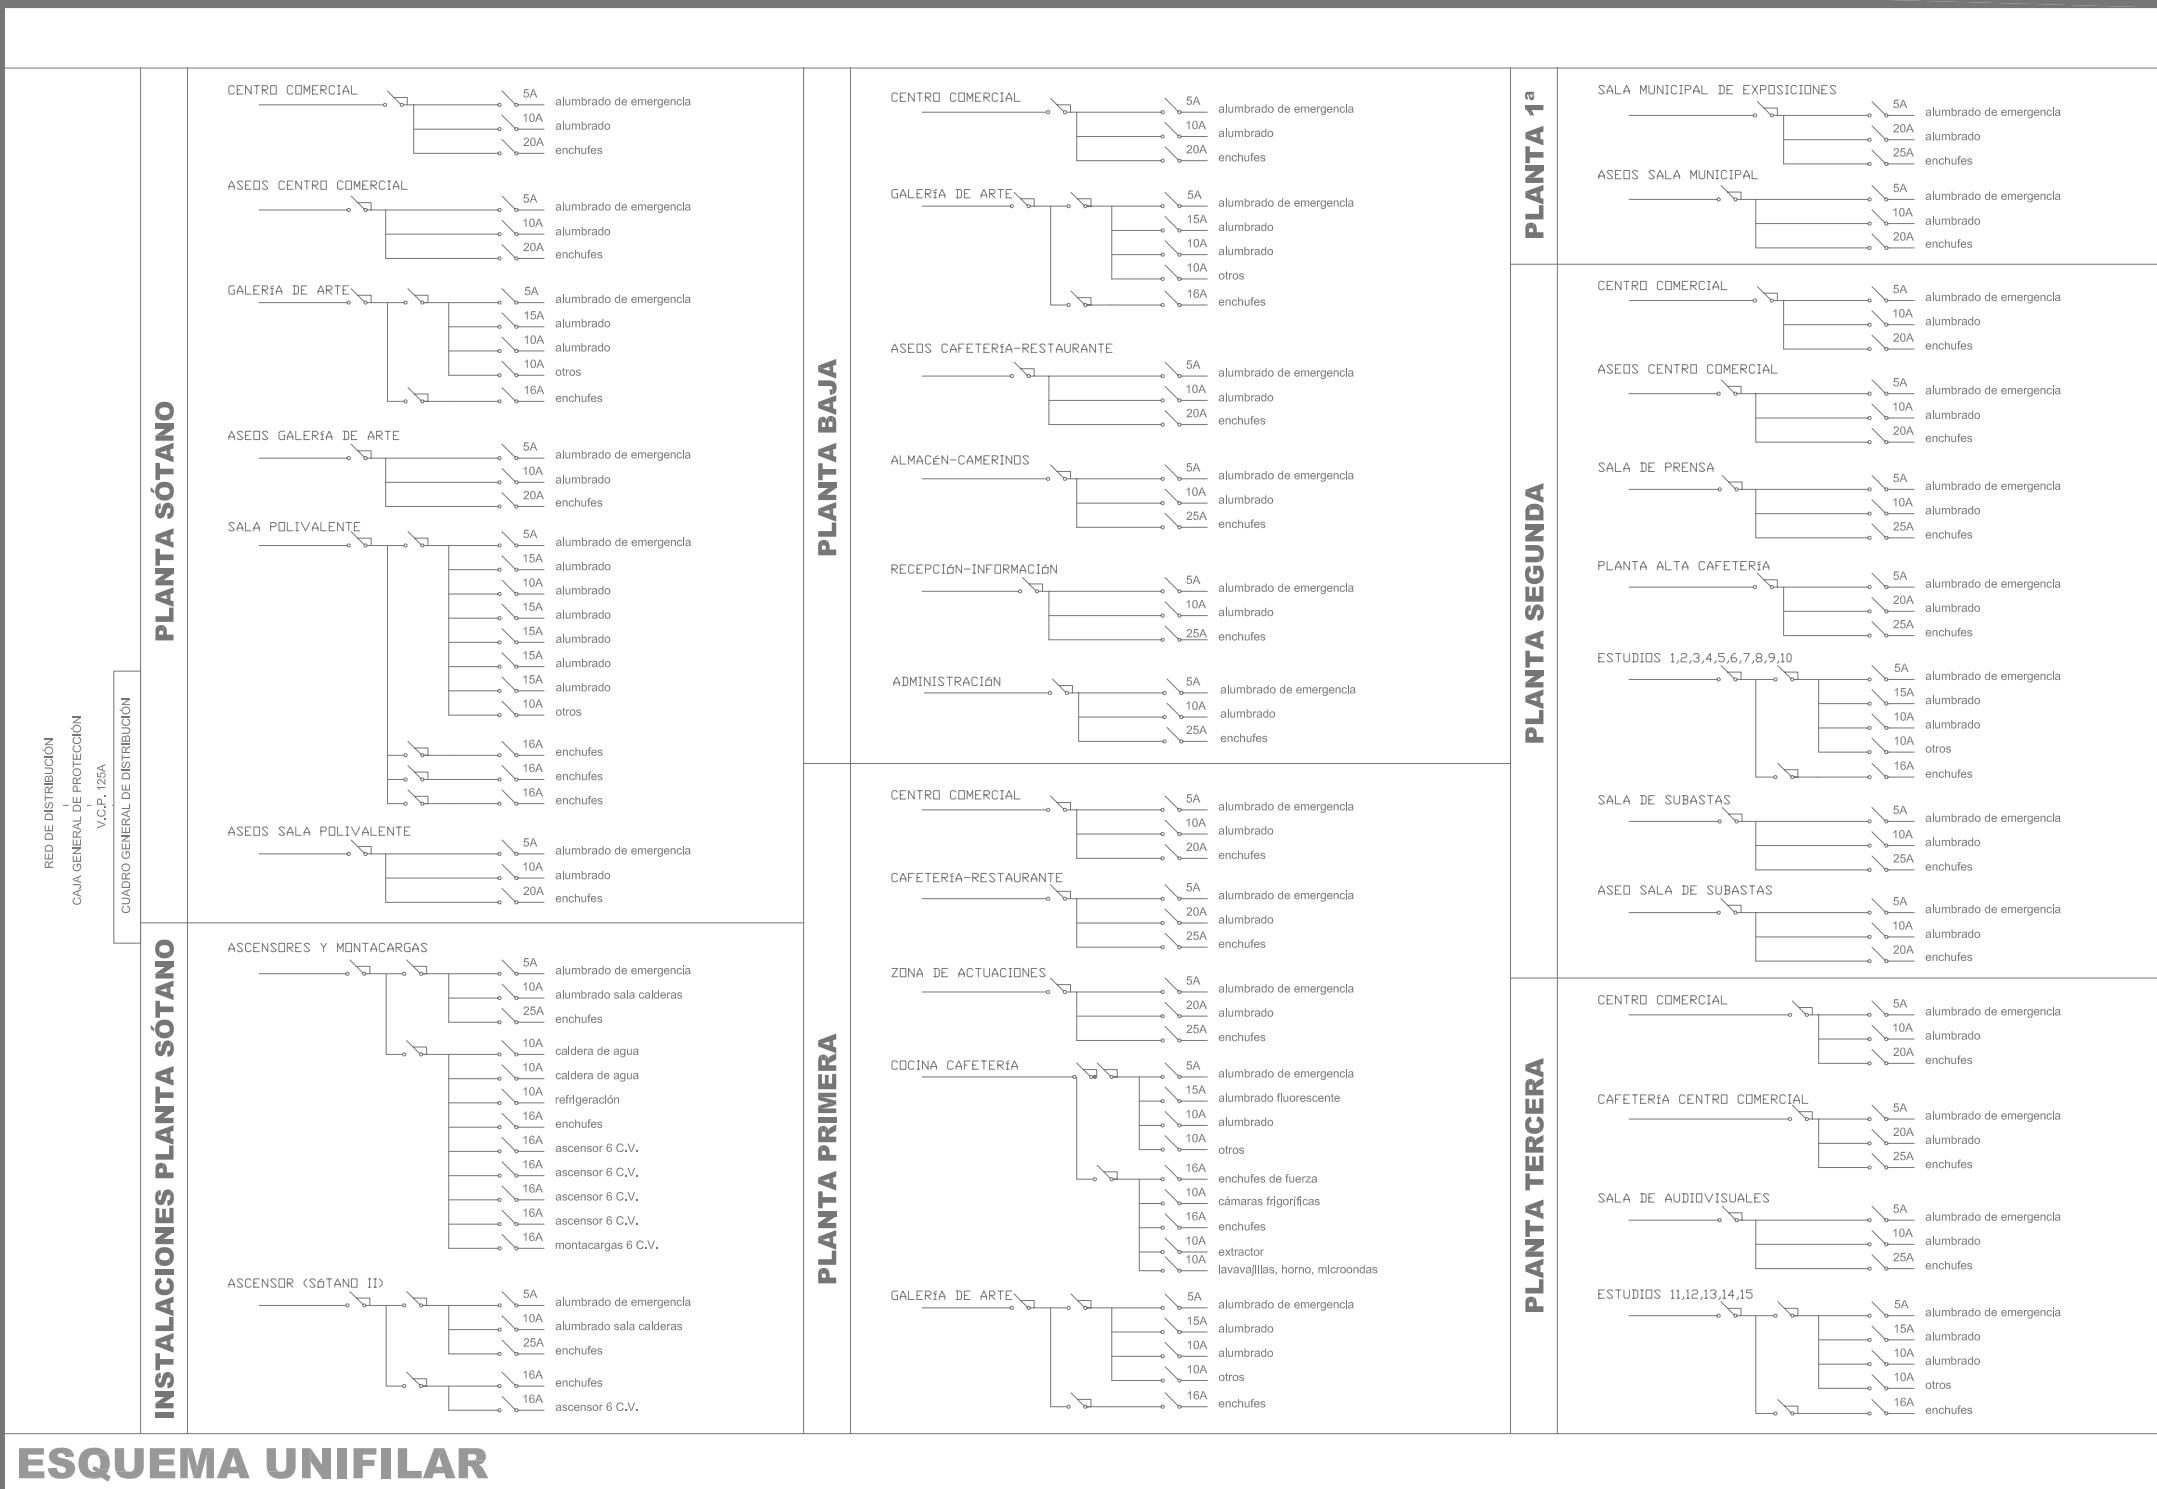 RED DE DISTRIBUCIÓN
CAJA GENERAL DE PROTECCIÓN
V.C.P. 125A
CUADRO GENERAL DE DISTRIBUCIÓN
PLANTA SÓTANO
CENTRO COMERCIAL
5A alumbrado de emergencia
10A alumbrado
20A enchufes
ASEOS CENTRO COMERCIAL
5A alumbrado de emergencia
10A alumbrado
20A enchufes
GALERíA DE ARTE
5A alumbrado de emergencia
15A alumbrado
10A alumbrado
10A otros
16A enchufes
ASEOS GALERíA DE ARTE
5A alumbrado de emergencia
10A alumbrado
20A enchufes
SALA POLIVALENTE
5A alumbrado de emergencia
15A alumbrado
10A alumbrado
15A alumbrado
15A alumbrado
15A alumbrado
15A alumbrado
10A otros
16A enchufes
16A enchufes
16A enchufes
ASEOS SALA POLIVALENTE
5A alumbrado de emergencia
10A alumbrado
20A enchufes
INSTALACIONES PLANTA SÓTANO
ASCENSORES Y MONTACARGAS
5A alumbrado de emergencia
10A alumbrado sala calderas
25A enchufes
10A caldera de agua
10A caldera de agua
10A refrigeración
16A enchufes
16A ascensor 6 C.V.
16A ascensor 6 C.V.
16A ascensor 6 C.V.
16A ascensor 6 C.V.
16A montacargas 6 C.V.
ASCENSOR (SóTANO II)
5A alumbrado de emergencia
10A alumbrado sala calderas
25A enchufes
16A enchufes
16A ascensor 6 C.V.
PLANTA BAJA
CENTRO COMERCIAL
5A alumbrado de emergencia
10A alumbrado
20A enchufes
GALERíA DE ARTE
5A alumbrado de emergencia
15A alumbrado
10A alumbrado
10A otros
16A enchufes
ASEOS CAFETERíA-RESTAURANTE
5A alumbrado de emergencia
10A alumbrado
20A enchufes
ALMACéN-CAMERINOS
5A alumbrado de emergencia
10A alumbrado
25A enchufes
RECEPCIóN-INFORMACIóN
5A alumbrado de emergencia
10A alumbrado
25A enchufes
ADMINISTRACIóN
5A alumbrado de emergencia
10A alumbrado
25A enchufes
PLANTA PRIMERA
CENTRO COMERCIAL
5A alumbrado de emergencia
10A alumbrado
20A enchufes
CAFETERíA-RESTAURANTE
5A alumbrado de emergencia
20A alumbrado
25A enchufes
ZONA DE ACTUACIONES
5A alumbrado de emergencia
20A alumbrado
25A enchufes
COCINA CAFETERíA
5A alumbrado de emergencia
15A alumbrado fluorescente
10A alumbrado
10A otros
16A enchufes de fuerza
10A cámaras frigoríficas
16A enchufes
10A extractor
10A lavavajillas, horno, microondas
GALERíA DE ARTE
5A alumbrado de emergencia
15A alumbrado
10A alumbrado
10A otros
16A enchufes
PLANTA 1ª
SALA MUNICIPAL DE EXPOSICIONES
5A alumbrado de emergencia
20A alumbrado
25A enchufes
ASEOS SALA MUNICIPAL
5A alumbrado de emergencia
10A alumbrado
20A enchufes
PLANTA SEGUNDA
CENTRO COMERCIAL
5A alumbrado de emergencia
10A alumbrado
20A enchufes
ASEOS CENTRO COMERCIAL
5A alumbrado de emergencia
10A alumbrado
20A enchufes
SALA DE PRENSA
5A alumbrado de emergencia
10A alumbrado
25A enchufes
PLANTA ALTA CAFETERíA
5A alumbrado de emergencia
20A alumbrado
25A enchufes
ESTUDIOS 1,2,3,4,5,6,7,8,9,10
5A alumbrado de emergencia
15A alumbrado
10A alumbrado
10A otros
16A enchufes
SALA DE SUBASTAS
5A alumbrado de emergencia
10A alumbrado
25A enchufes
ASEO SALA DE SUBASTAS
5A alumbrado de emergencia
10A alumbrado
20A enchufes
PLANTA TERCERA
CENTRO COMERCIAL
5A alumbrado de emergencia
10A alumbrado
20A enchufes
CAFETERíA CENTRO COMERCIAL
5A alumbrado de emergencia
20A alumbrado
25A enchufes
SALA DE AUDIOVISUALES
5A alumbrado de emergencia
10A alumbrado
25A enchufes
ESTUDIOS 11,12,13,14,15
5A alumbrado de emergencia
15A alumbrado
10A alumbrado
10A otros
16A enchufes
ESQUEMA UNIFILAR